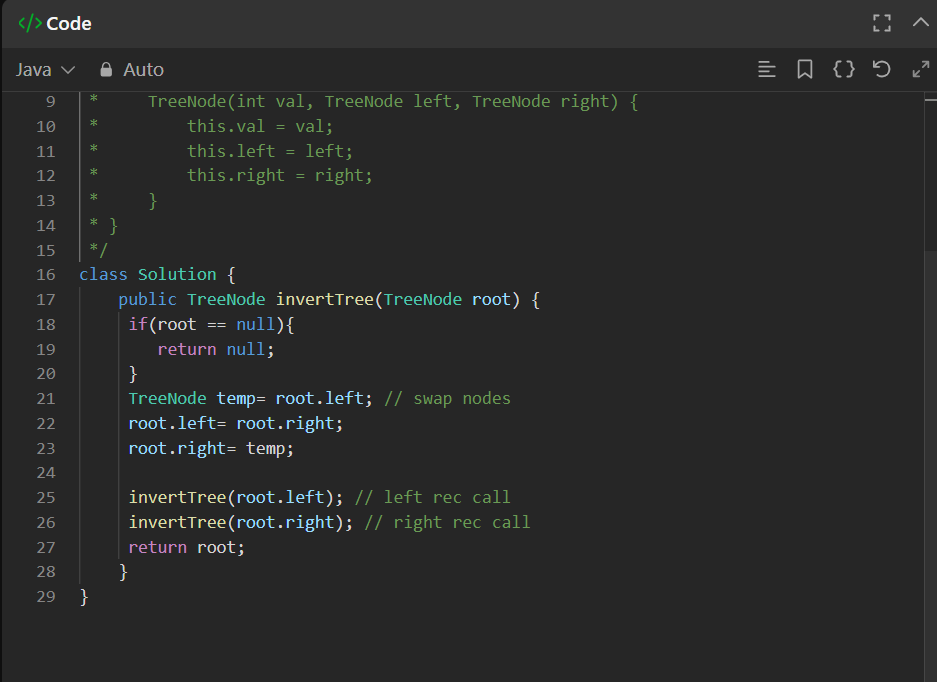 </> Code
Java Auto
9 * TreeNode(int val, TreeNode left, TreeNode right) {
10 * this.val = val;
11 * this.left = left;
12 * this.right = right;
13 * }
14 * }
15 */
16 class Solution {
17 public TreeNode invertTree(TreeNode root) {
18 if(root == null){
19 return null;
20 }
21 TreeNode temp= root.left; // swap nodes
22 root.left= root.right;
23 root.right= temp;
24
25 invertTree(root.left); // left rec call
26 invertTree(root.right); // right rec call
27 return root;
28 }
29 }